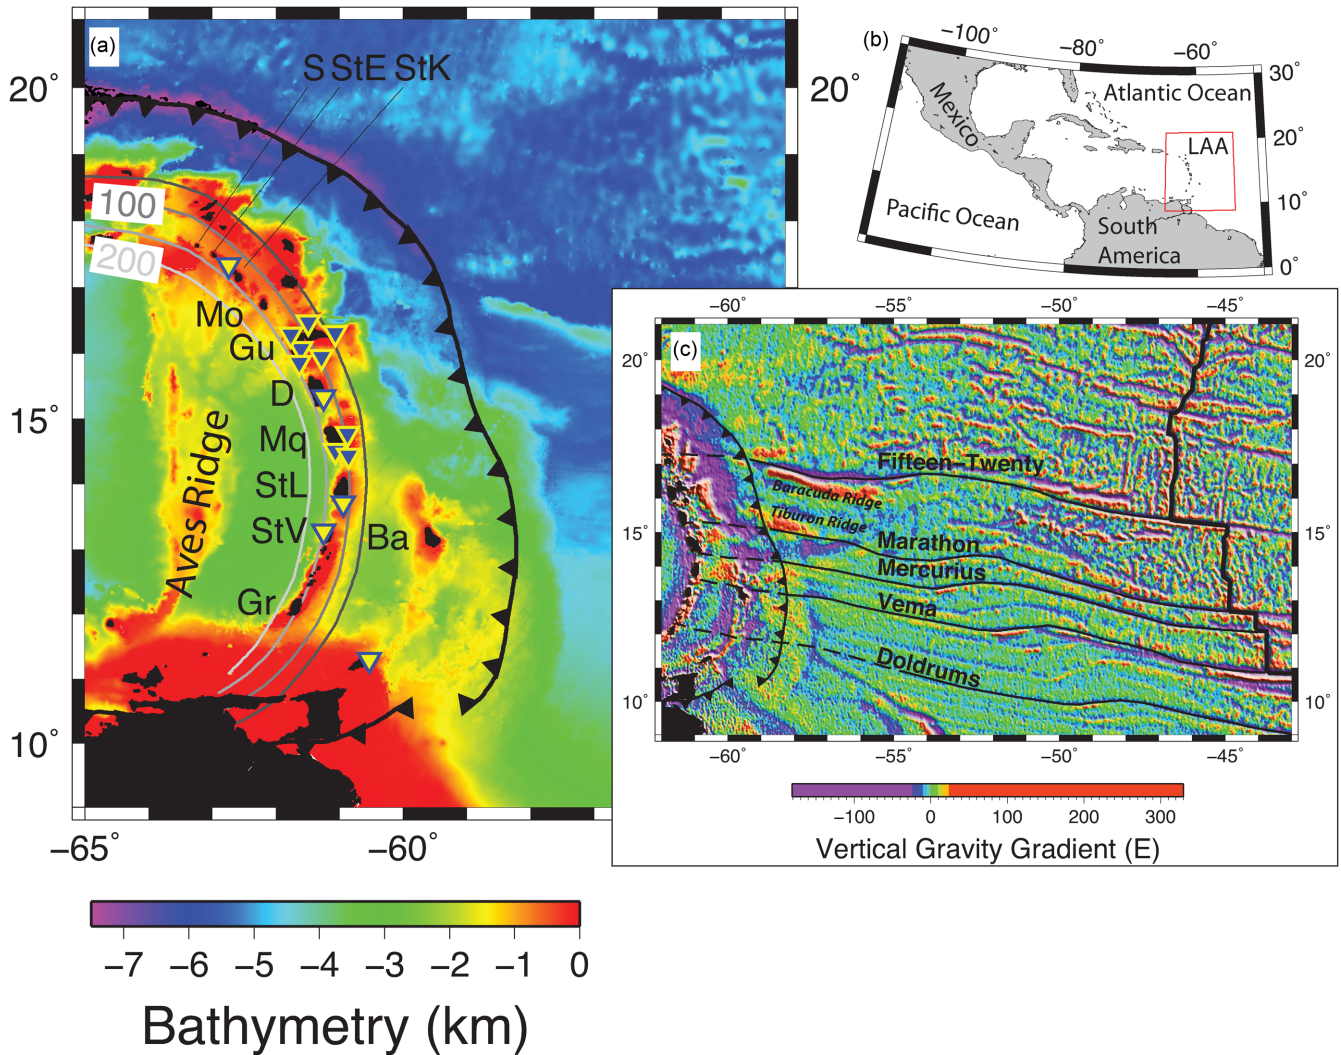 (a)
S StE StK
20°
100
200
Mo
Gu
D
15°
Mq
StL
StV
Ba
Aves Ridge
Gr
10°
−65°
−60°
−7 −6 −5 −4 −3 −2 −1 0
Bathymetry (km)
20°
(b)
−100°
−80°
−60°
30°
Atlantic Ocean
Mexico
20°
LAA
10°
Pacific Ocean
South
America
0°
−60° −55° −50° −45°
(c)
20° 20°
Fifteen−Twenty
Baracuda Ridge
Tiburon Ridge
15° 15°
Marathon
Mercurius
Vema
Doldrums
10° 10°
−60° −55° −50° −45°
−100 0 100 200 300
Vertical Gravity Gradient (E)